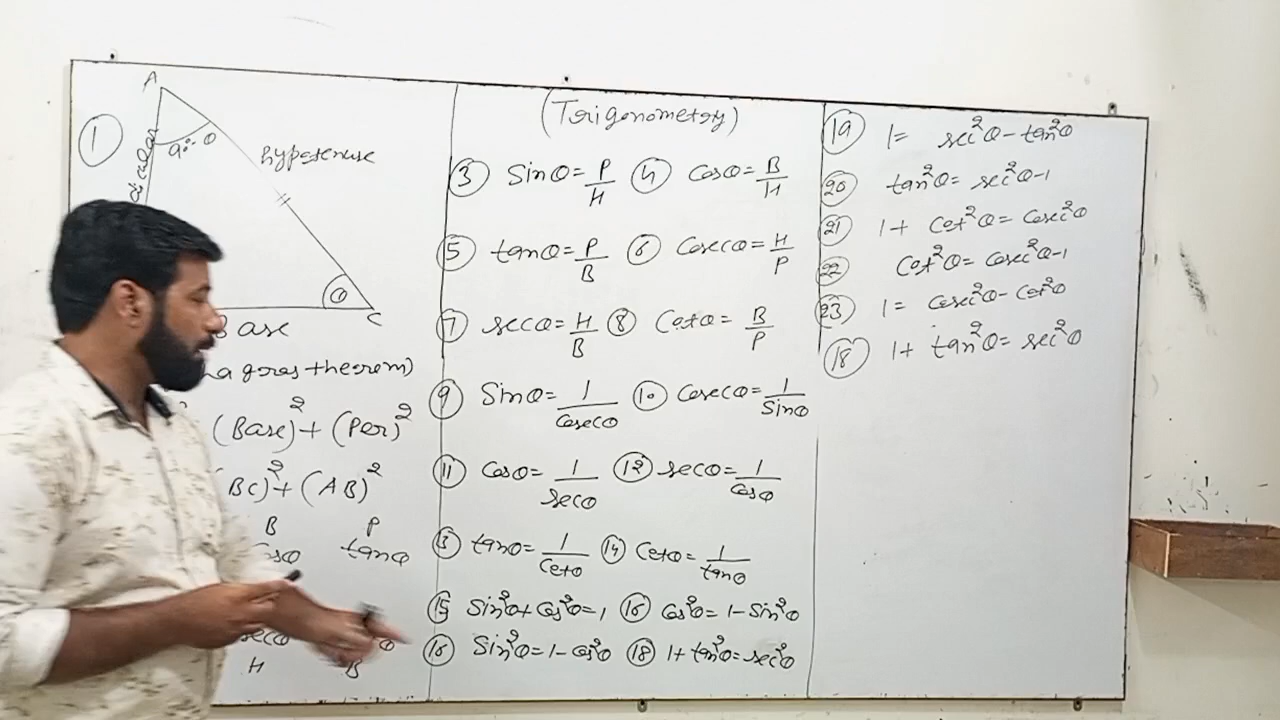 A
①
90°-θ
hypotenuse
θ
C
Base
theorem)
(Base)²+(Per)²
BC)²+(AB)²
B P
tanθ
secθ θ
H B
(Trigonometry)
③ Sinθ=P/H ④ Cosθ=B/H
⑤ tanθ=P/B ⑥ Cosecθ=H/P
⑦ secθ=H/B ⑧ Cotθ=B/P
⑨ Sinθ=1/Cosecθ ⑩ Cosecθ=1/Sinθ
⑪ Cosθ=1/secθ ⑫ secθ=1/Cosθ
⑬ tanθ=1/Cotθ ⑭ Cotθ=1/tanθ
⑮ Sin²θ+Cos²θ=1 ⑯ Cos²θ=1-Sin²θ
⑯ Sin²θ=1-Cos²θ ⑱ 1+tan²θ=sec²θ
⑲ 1= sec²θ-tan²θ
⑳ tan²θ= sec²θ-1
㉑ 1+ Cot²θ= Cosec²θ
㉒ Cot²θ= Cosec²θ-1
㉓ 1= Cosec²θ-Cot²θ
⑱ 1+ tan²θ= sec²θ